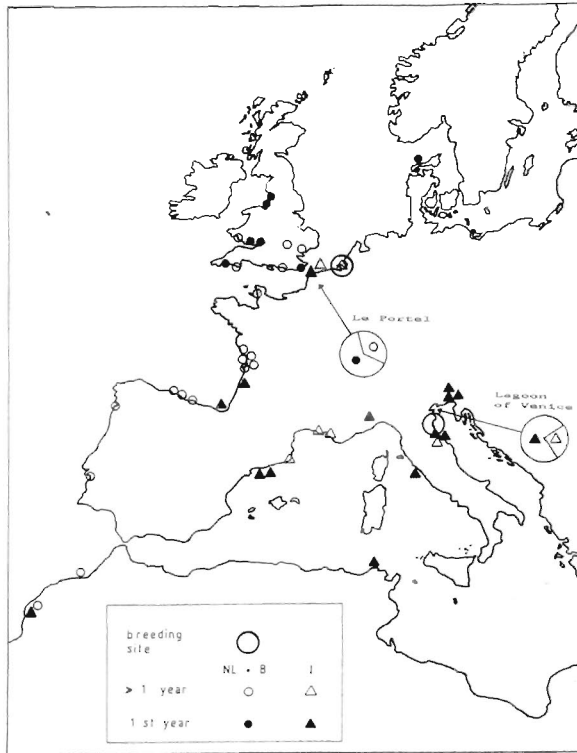 Le Portel
Lagoon
of Venice
breeding
site
NL • B I
> 1 year
1 st year